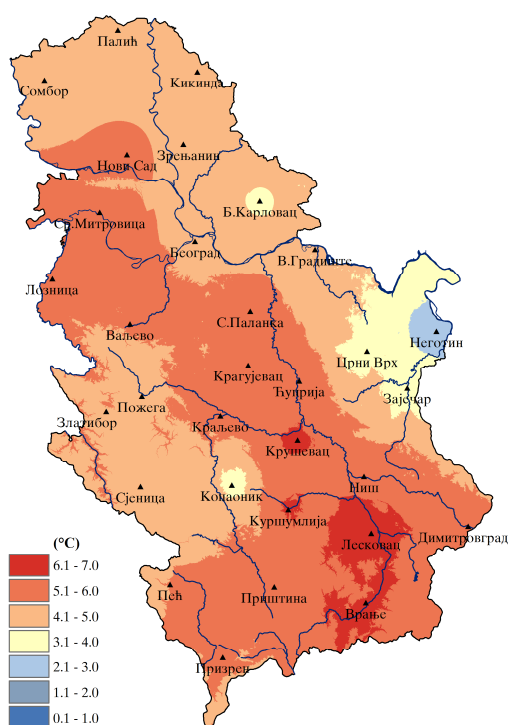 Палић
Кикинда
Сомбор
Зрењанин
Нови Сад
Б.Карловац
Ср.Митровица
Београд
В.Градиште
Лозница
С.Паланка
Ваљево
Неготин
Црни Врх
Крагујевац
Ћуприја
Зајечар
Пожега
Златибор
Краљево
Крушевац
Ниш
Сјеница
Копаоник
Куршумлија
Димитровград
Лесковац
(°C)
6.1 - 7.0
5.1 - 6.0
4.1 - 5.0
3.1 - 4.0
2.1 - 3.0
1.1 - 2.0
0.1 - 1.0
Пећ
Приштина
Врање
Призрен